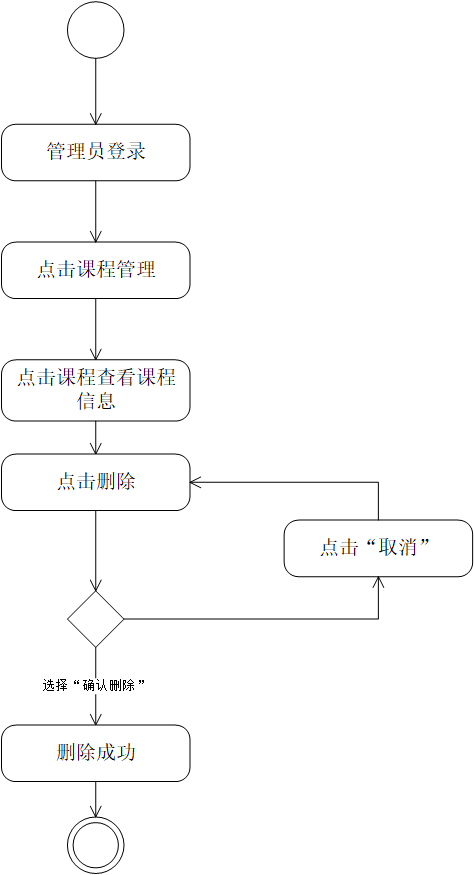 管理员登录
点击课程管理
点击课程查看课程
信息
点击删除
点击“取消”
选择“确认删除”
删除成功